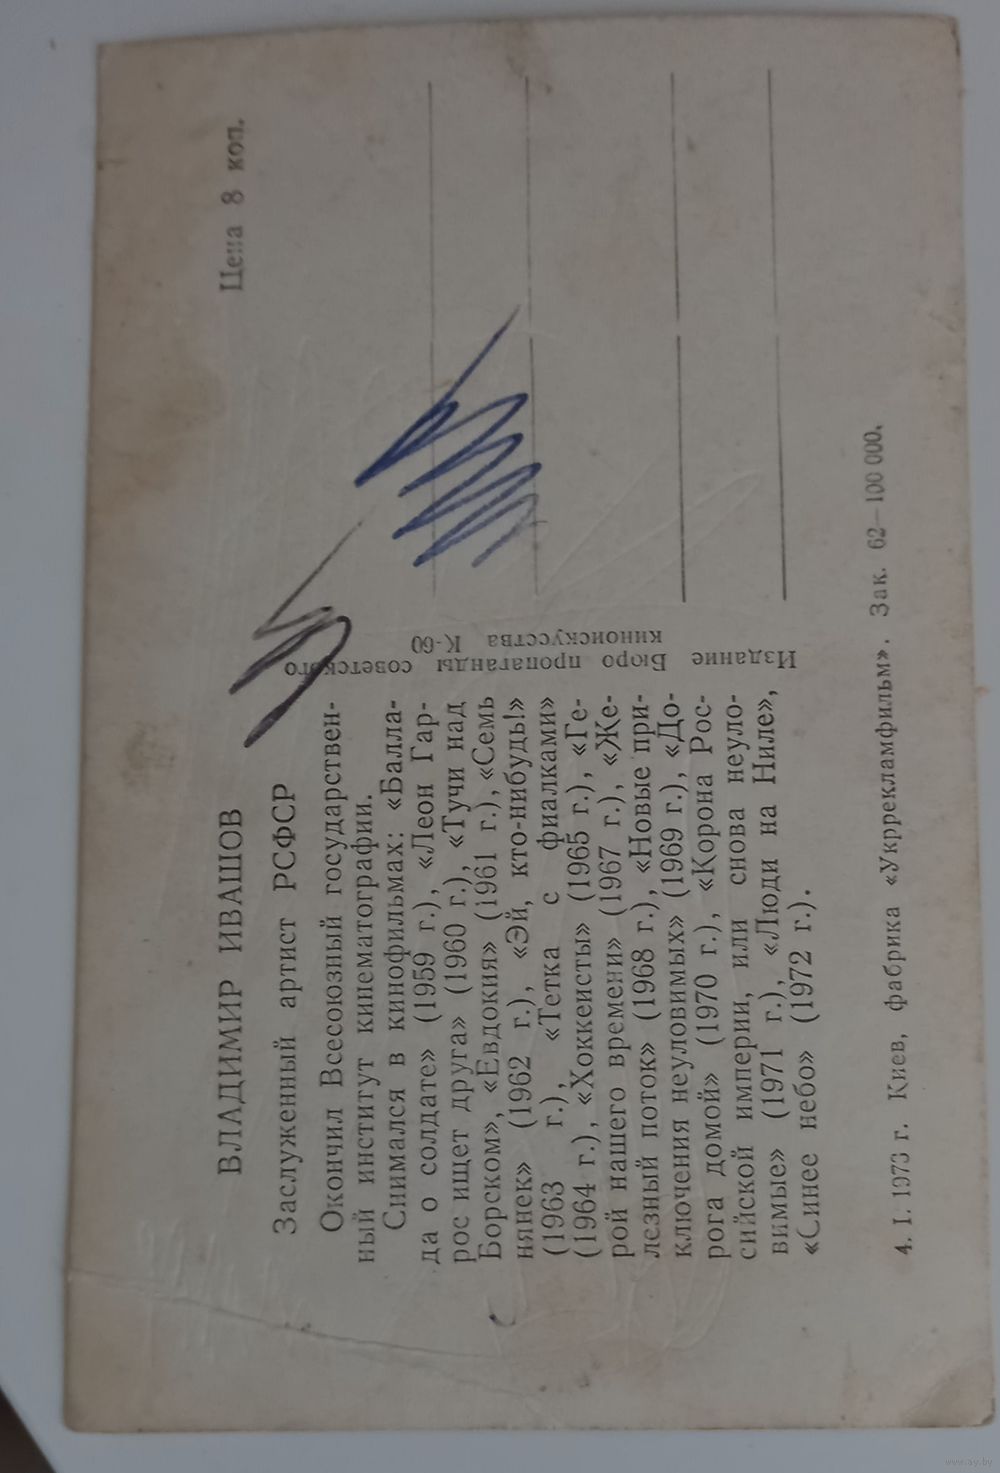 ВЛАДИМИР ИВАШОВ
Заслуженный артист РСФСР
Окончил Всесоюзный государствен-
ный институт кинематографии.
Снимался в кинофильмах: «Балла-
да о солдате» (1959 г.), «Леон Гар-
рос ищет друга» (1960 г.), «Тучи над
Борском», «Евдокия» (1961 г.), «Семь
нянек» (1962 г.), «Эй, кто-нибудь!»
(1963 г.), «Тетка с фиалками»
(1964 г.), «Хоккеисты» (1965 г.), «Ге-
рой нашего времени» (1967 г.), «Же-
лезный поток» (1968 г.), «Новые при-
ключения неуловимых» (1969 г.), «До-
рога домой» (1970 г.), «Корона Рос-
сийской империи, или снова неуло-
вимые» (1971 г.), «Люди на Ниле»,
«Синее небо» (1972 г.).
Издание Бюро пропаганды советского
киноискусства К-60
Цена 8 коп.
4. I. 1973 г. Киев, фабрика «Укррекламфильм». Зак. 62—100 000.
www.ay.by